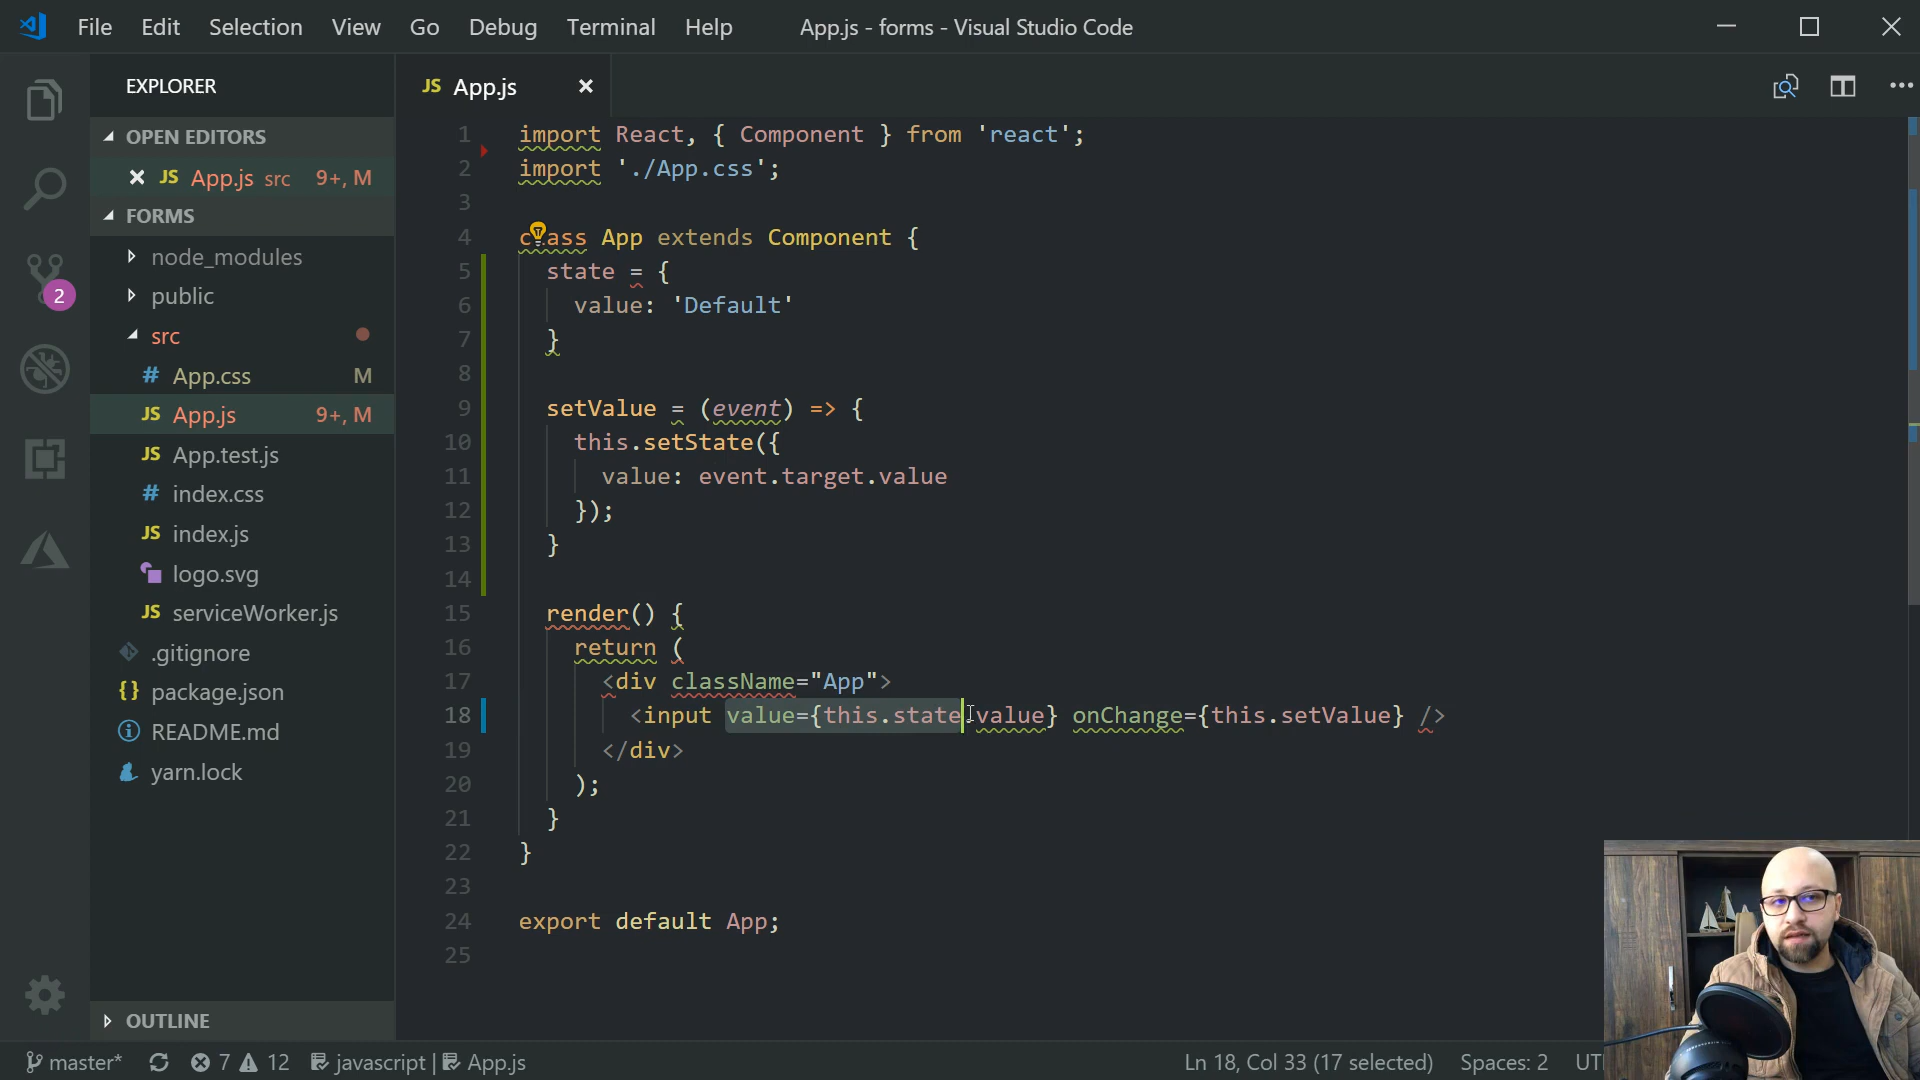 File Edit Selection View Go Debug Terminal Help App.js - forms - Visual Studio Code
EXPLORER
OPEN EDITORS
JS App.js src 9+, M
FORMS
node_modules
public
src
# App.css M
JS App.js 9+, M
JS App.test.js
# index.css
JS index.js
logo.svg
JS serviceWorker.js
.gitignore
{} package.json
README.md
yarn.lock
OUTLINE
2
JS App.js
1 import React, { Component } from 'react';
2 import './App.css';
3
4 class App extends Component {
5 state = {
6 value: 'Default'
7 }
8
9 setValue = (event) => {
10 this.setState({
11 value: event.target.value
12 });
13 }
14
15 render() {
16 return (
17 <div className="App">
18 <input value={this.state.value} onChange={this.setValue} />
19 </div>
20 );
21 }
22 }
23
24 export default App;
25
master* 7 12 javascript | App.js Ln 18, Col 33 (17 selected) Spaces: 2